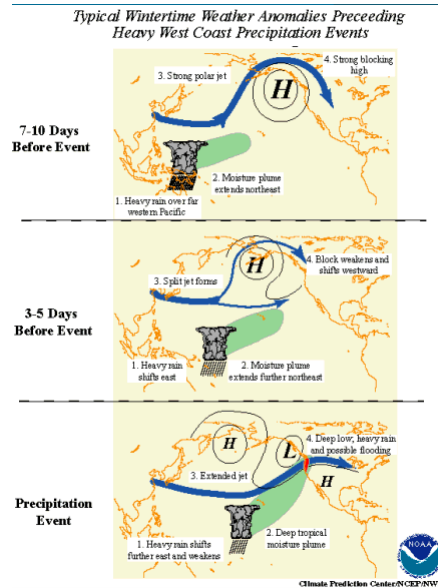 Typical Wintertime Weather Anomalies Preceeding
Heavy West Coast Precipitation Events
7-10 Days
Before Event
3. Strong polar jet
4. Strong blocking
high
H
2. Moisture plume
extends northeast
1. Heavy rain over far
western Pacific
3-5 Days
Before Event
3. Split jet forms
H
4. Block weakens and
shifts westward
1. Heavy rain
shifts east
2. Moisture plume
extends further northeast
Precipitation
Event
H
L
4. Deep low, heavy rain
and possible flooding
3. Extended jet
H
2. Deep tropical
moisture plume
1. Heavy rain shifts
further east and weakens
NOAA
Climate Prediction Center/NCEP/NW